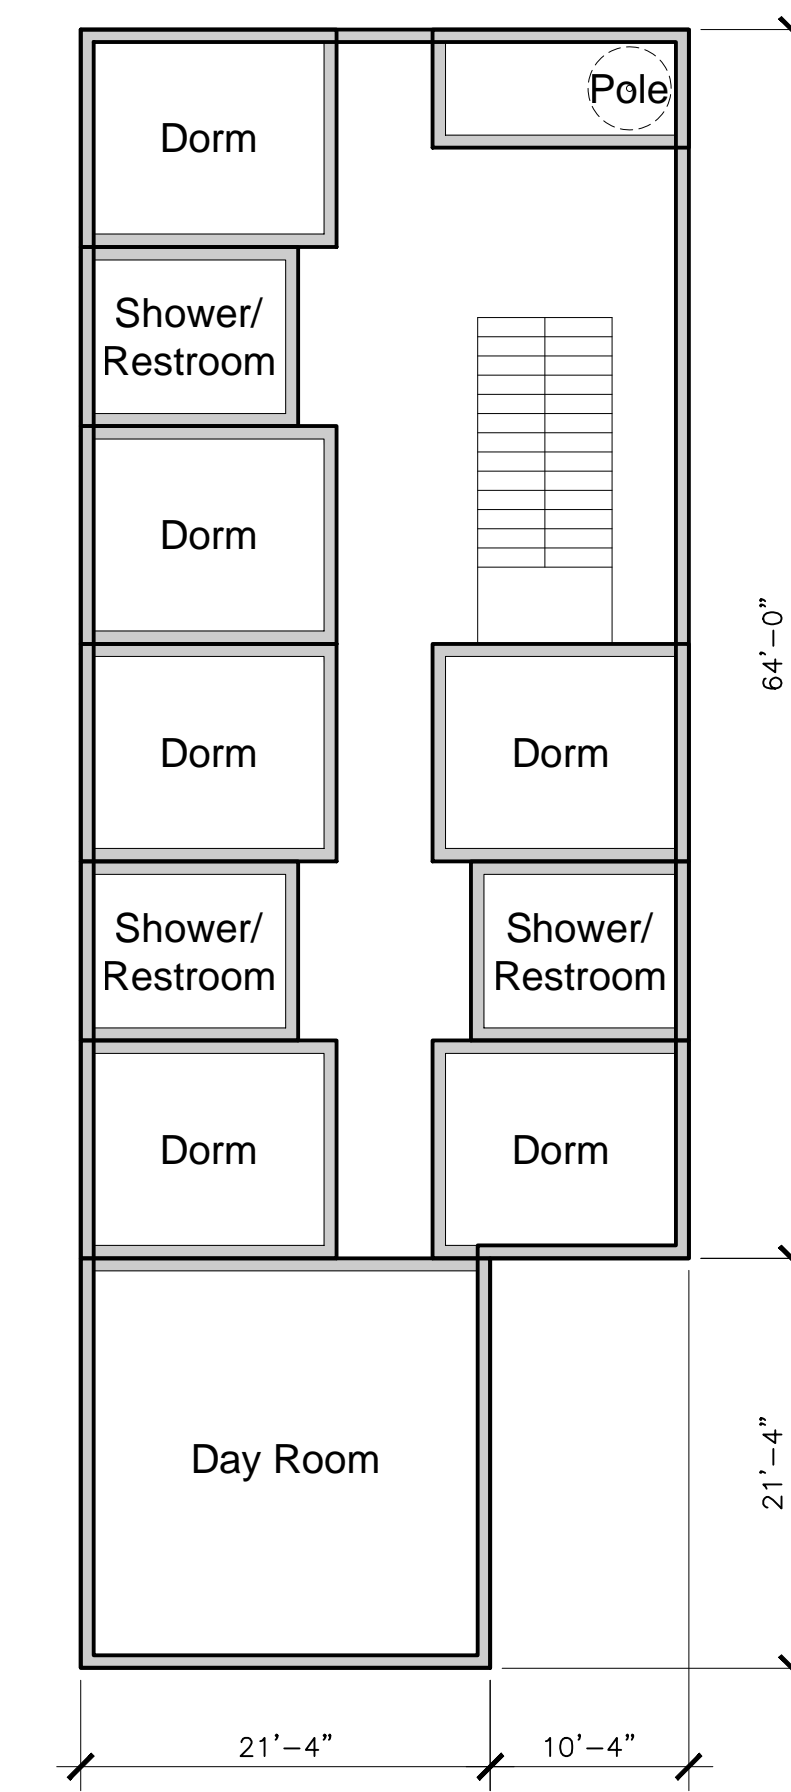 Pole
Dorm
Shower/
Restroom
Dorm
64'-0"
Dorm
Dorm
Shower/
Restroom
Shower/
Restroom
Dorm
Dorm
Day Room
21'-4"
21'-4"
10'-4"